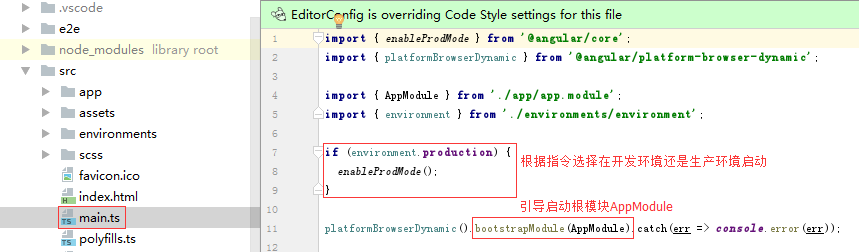 .vscode
e2e
node_modules library root
src
app
assets
environments
scss
favicon.ico
index.html
main.ts
polyfills.ts
EditorConfig is overriding Code Style settings for this file
1 import { enableProdMode } from '@angular/core';
2 import { platformBrowserDynamic } from '@angular/platform-browser-dynamic';
3
4 import { AppModule } from './app/app.module';
5 import { environment } from './environments/environment';
6
7 if (environment.production) {
根据指令选择在开发环境还是生产环境启动
8 enableProdMode();
9 }
引导启动根模块AppModule
10
11 platformBrowserDynamic().bootstrapModule(AppModule).catch(err => console.error(err));
12